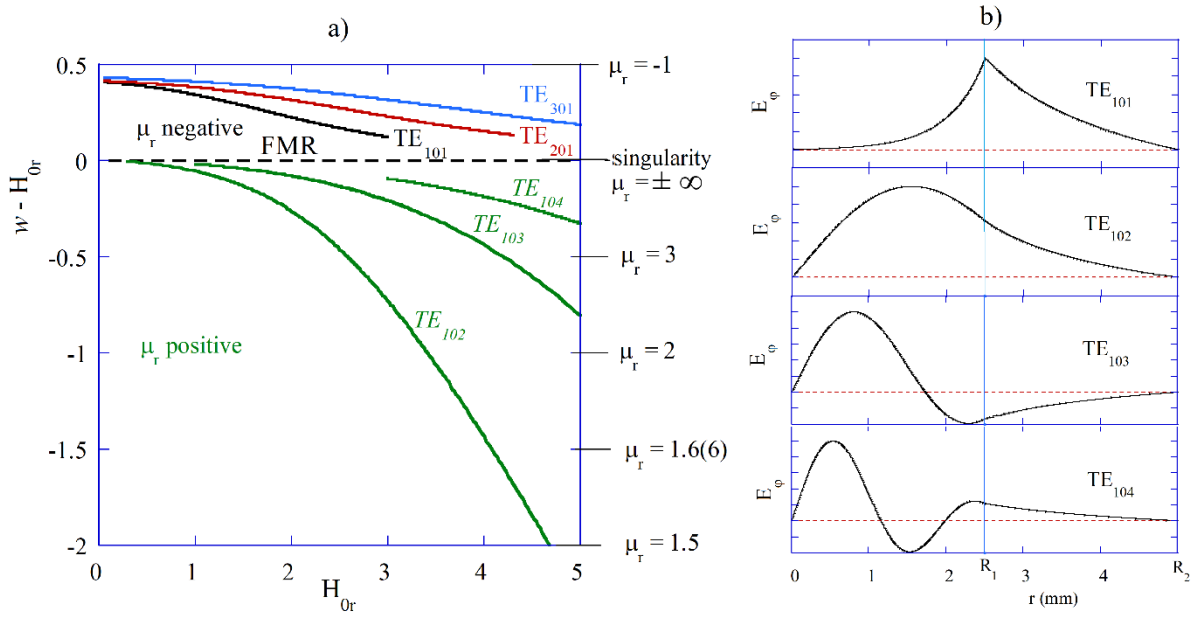 a)
0.5
0
-0.5
-1
-1.5
-2
w - H0r
0 1 2 3 4 5
H0r
μr negative
FMR
μr positive
TE301
TE201
TE101
TE104
TE103
TE102
μr = -1
singularity
μr = ± ∞
μr = 3
μr = 2
μr = 1.6(6)
μr = 1.5
b)
Eφ
TE101
Eφ
TE102
Eφ
TE103
Eφ
TE104
0 1 2 R1 3 4 R2
r (mm)